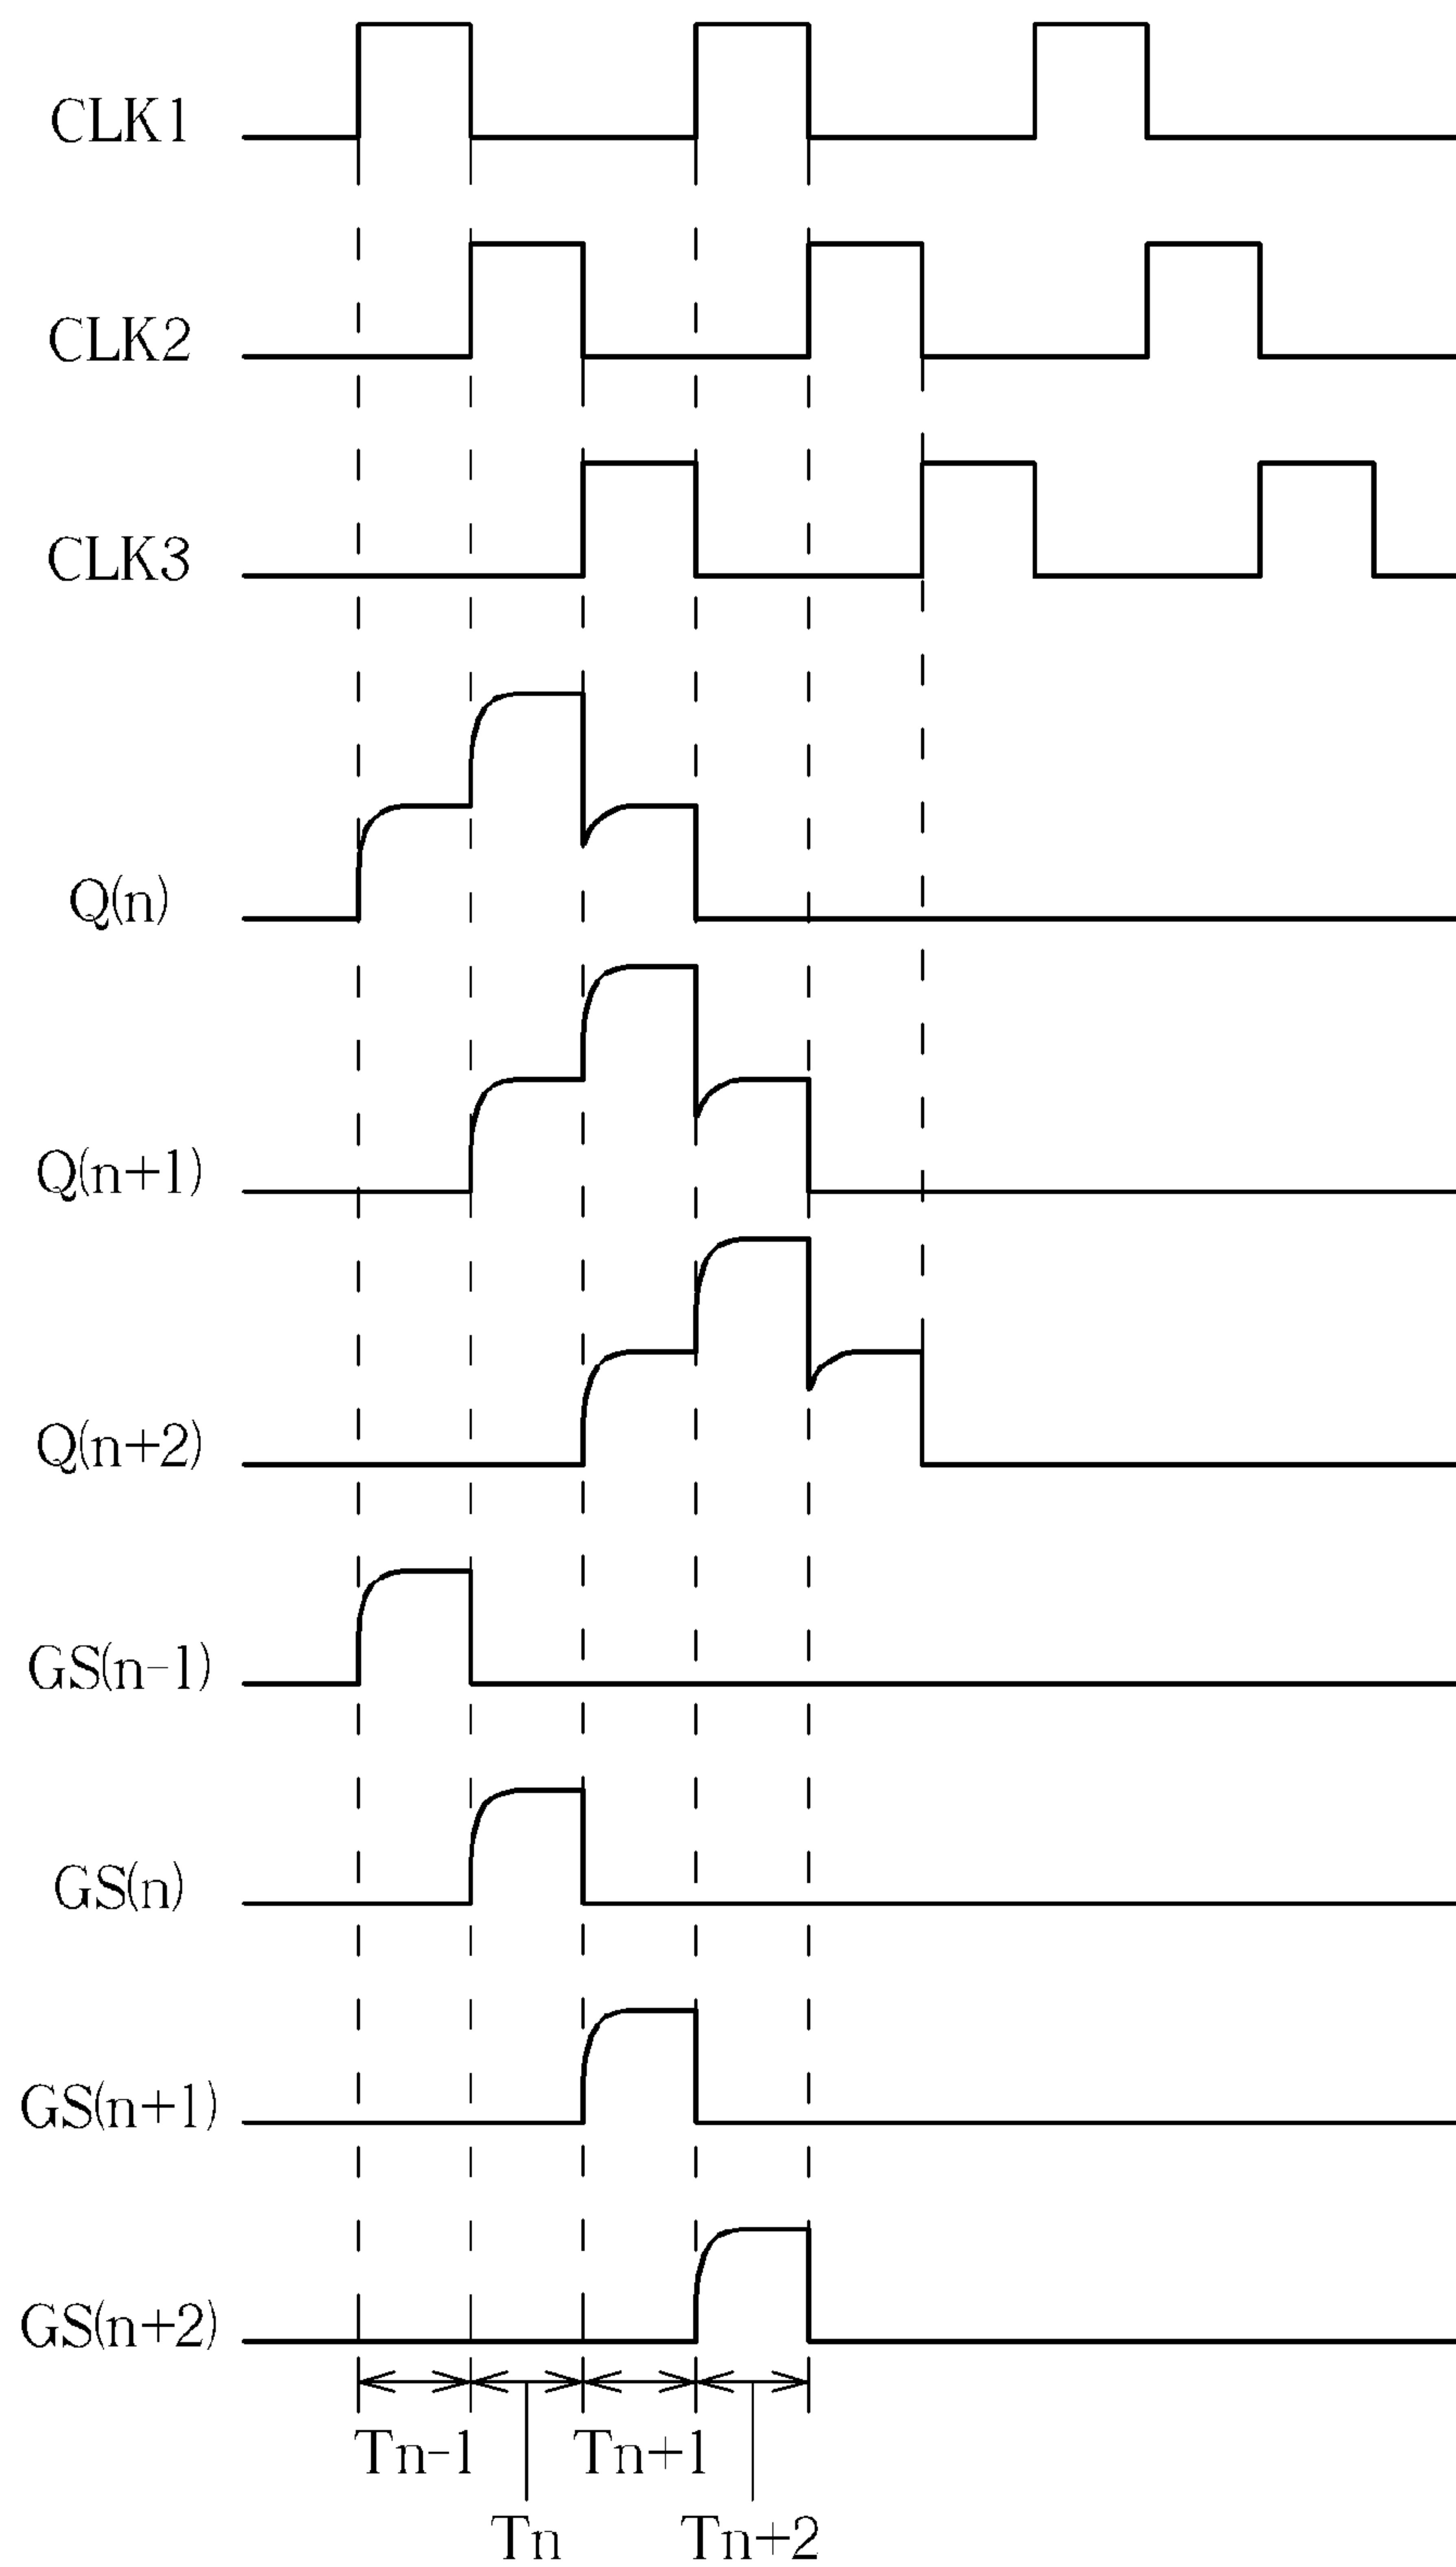 CLK1
CLK2
CLK3
Q(n)
Q(n+1)
Q(n+2)
GS(n-1)
GS(n)
GS(n+1)
GS(n+2)
Tn-1 Tn+1
Tn Tn+2